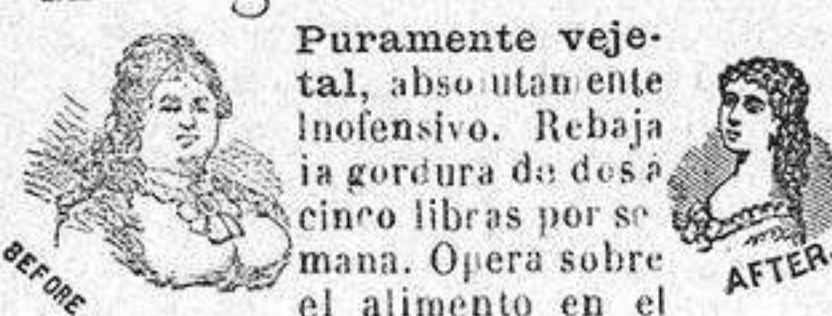 Puramente veje-
tal, absolutamente
Inofensivo. Rebaja
la gordura de dos á
cinco libras por se
mana. Opera sobre
el alimento en el
BEFORE
AFTER.